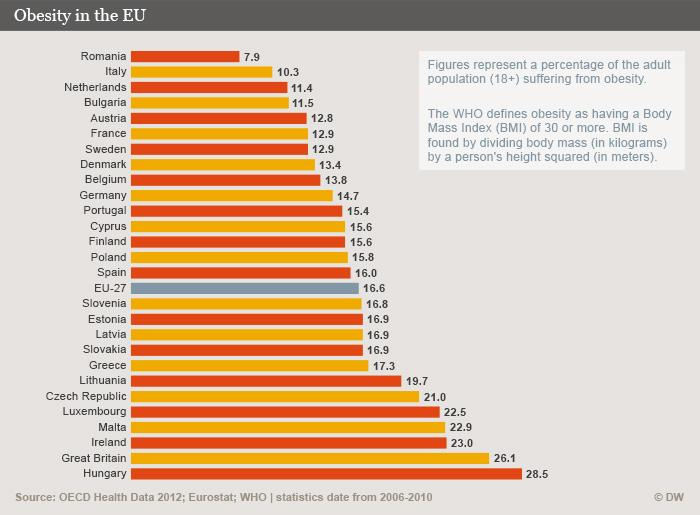 Obesity in the EU
Figures represent a percentage of the adult
population (18+) suffering from obesity.
The WHO defines obesity as having a Body
Mass Index (BMI) of 30 or more. BMI is
found by dividing body mass (in kilograms)
by a person's height squared (in meters).
Romania 7.9
Italy 10.3
Netherlands 11.4
Bulgaria 11.5
Austria 12.8
France 12.9
Sweden 12.9
Denmark 13.4
Belgium 13.8
Germany 14.7
Portugal 15.4
Cyprus 15.6
Finland 15.6
Poland 15.8
Spain 16.0
EU-27 16.6
Slovenia 16.8
Estonia 16.9
Latvia 16.9
Slovakia 16.9
Greece 17.3
Lithuania 19.7
Czech Republic 21.0
Luxembourg 22.5
Malta 22.9
Ireland 23.0
Great Britain 26.1
Hungary 28.5
Source: OECD Health Data 2012; Eurostat; WHO | statistics date from 2006-2010
© DW